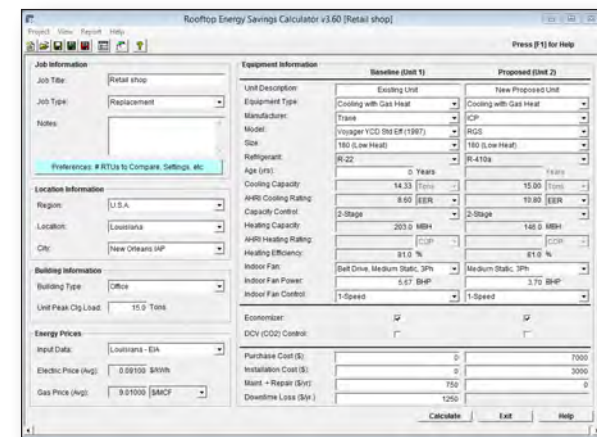 Rooftop Energy Savings Calculator v3.60 [Retail shop]
Project View Report Help
Press [F1] for Help
Job Information
Job Title: Retail shop
Job Type: Replacement
Notes:
Preferences: # RTUs to Compare, Settings, etc
Location Information
Region: U.S.A.
Location: Louisiana
City: New Orleans IAP
Building Information
Building Type: Office
Unit Peak Clg Load: 15.0 Tons
Energy Prices
Input Data: Louisiana - EIA
Electric Price (Avg): 0.09100 $/kWh
Gas Price (Avg): 9.01000 $/MCF
Equipment Information
Baseline (Unit 1) Proposed (Unit 2)
Unit Description: Existing Unit New Proposed Unit
Equipment Type: Cooling with Gas Heat Cooling with Gas Heat
Manufacturer: Trane ICP
Model: Voyager YCD Std Eff (1997) RGS
Size: 180 (Low Heat) 180 (Low Heat)
Refrigerant: R-22 R-410a
Age (yrs): 0 Years Years
Cooling Capacity: 14.33 Tons 15.00 Tons
AHRI Cooling Rating: 8.60 EER 10.80 EER
Capacity Control: 2-Stage 2-Stage
Heating Capacity: 203.0 MBH 148.0 MBH
AHRI Heating Rating: COP COP
Heating Efficiency: 81.0 % 81.0 %
Indoor Fan: Belt Drive, Medium Static, 3Ph Medium Static, 3Ph
Indoor Fan Power: 5.67 BHP 3.70 BHP
Indoor Fan Control: 1-Speed 1-Speed
Economizer:
DCV (CO2) Control:
Purchase Cost ($): 0 7000
Installation Cost ($): 0 3000
Maint. + Repair ($/yr): 750 0
Downtime Loss ($/yr.) 1250
Calculate Exit Help